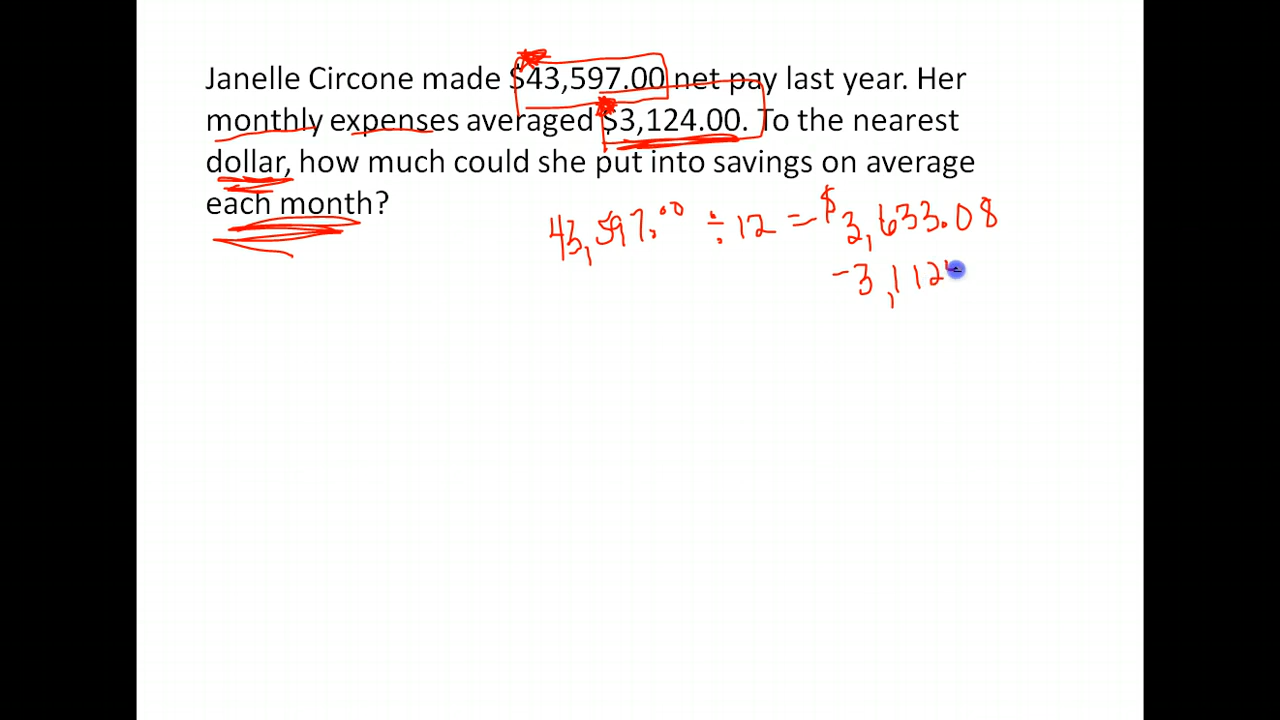 Janelle Circone made $43,597.00 net pay last year. Her
monthly expenses averaged $3,124.00. To the nearest
dollar, how much could she put into savings on average
each month?
43,597.00 ÷ 12 = $3,633.08
-3,112